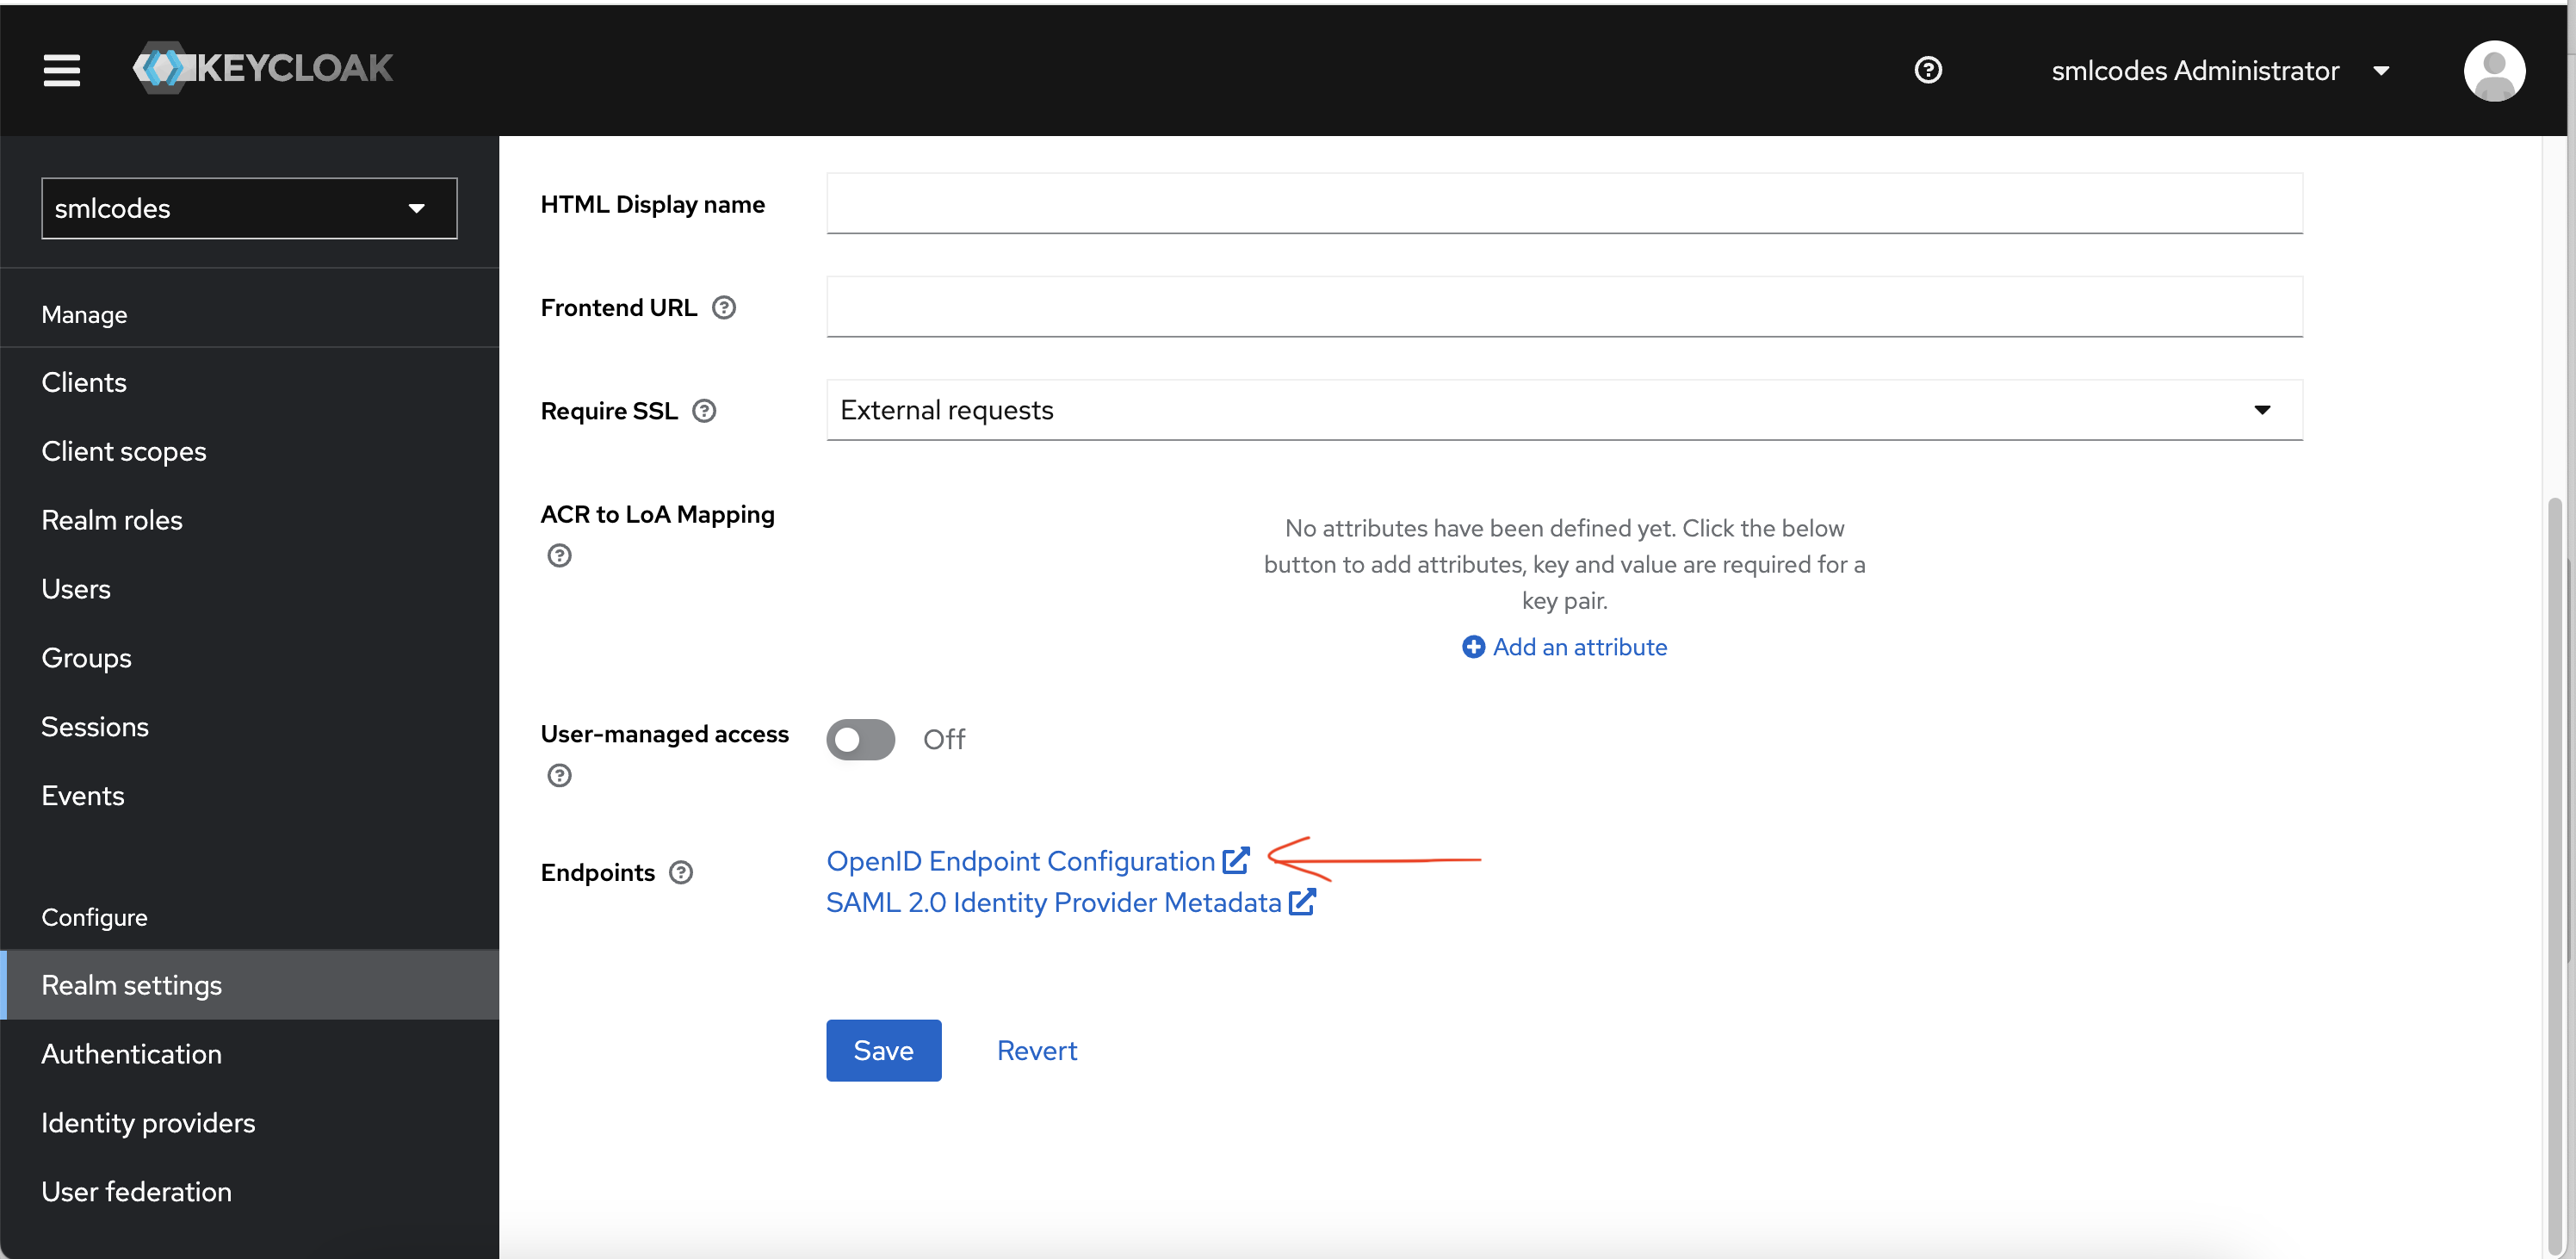 KEYCLOAK
smlcodes Administrator
smlcodes
Manage
Clients
Client scopes
Realm roles
Users
Groups
Sessions
Events
Configure
Realm settings
Authentication
Identity providers
User federation
HTML Display name
Frontend URL
Require SSL
External requests
ACR to LoA Mapping
No attributes have been defined yet. Click the below
button to add attributes, key and value are required for a
key pair.
Add an attribute
User-managed access
Off
Endpoints
OpenID Endpoint Configuration
SAML 2.0 Identity Provider Metadata
Save
Revert